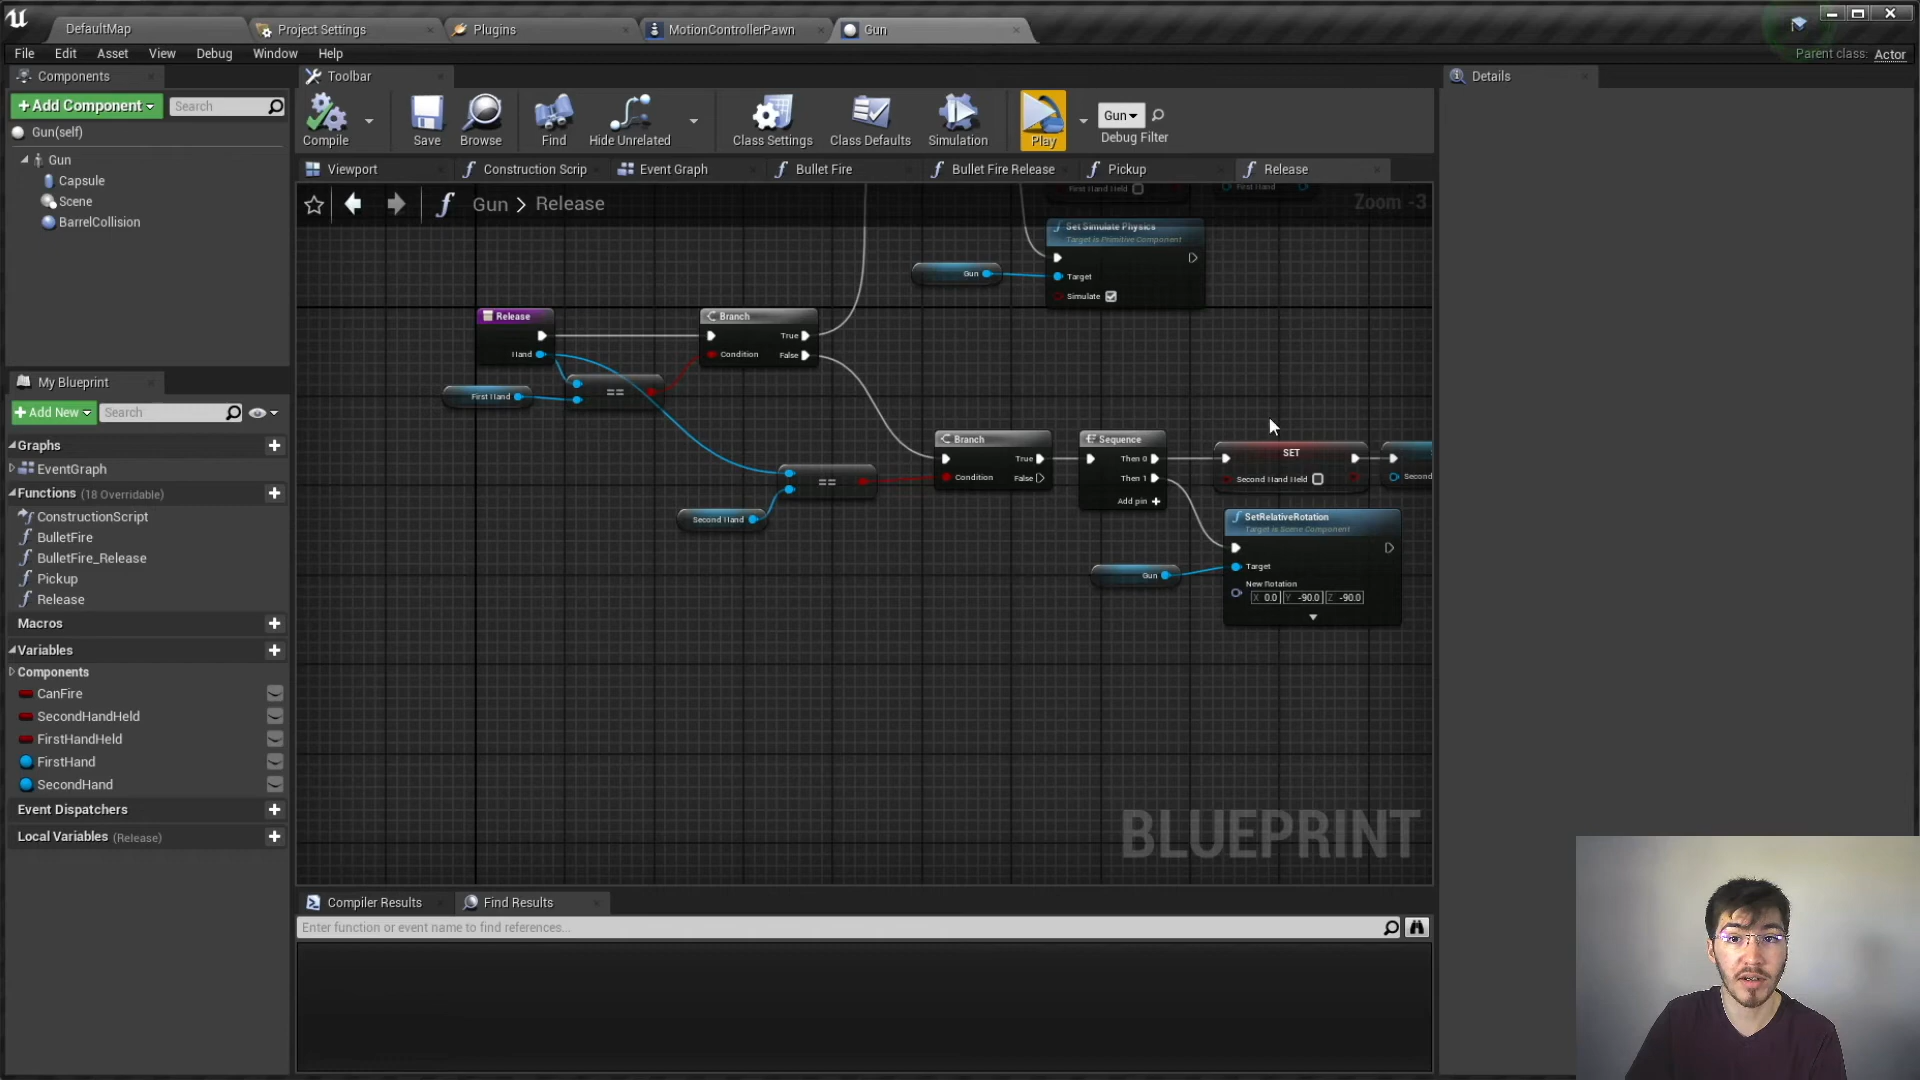 DefaultMap
Project Settings
Plugins
MotionControllerPawn
Gun
File Edit Asset View Window Debug Window Help
Parent class: Actor
Components
Toolbar
Details
Add Component
Search
Gun(self)
Gun
Capsule
Scene
BarrelCollision
Compile
Save
Browse
Find
Hide Unrelated
Class Settings
Class Defaults
Simulation
Play
Gun
Debug Filter
Viewport
Construction Scrip
Event Graph
Bullet Fire
Bullet Fire Release
Pickup
Release
Gun > Release
Zoom -3
First Hand Held
First Hand
Set Simulate Physics
Target is Primitive Component
Gun
Target
Simulate
Release
Hand
Branch
True
Condition
False
First Hand
==
Branch
True
Condition
False
Sequence
Then 0
Then 1
Add pin +
SET
Second Hand Held
Second
==
Second Hand
SetRelativeRotation
Target is Scene Component
Gun
Target
New Rotation
X 0.0 Y -90.0 Z -90.0
BLUEPRINT
My Blueprint
Add New
Search
Graphs
EventGraph
Functions (18 Overridable)
ConstructionScript
BulletFire
BulletFire_Release
Pickup
Release
Macros
Variables
Components
CanFire
SecondHandHeld
FirstHandHeld
FirstHand
SecondHand
Event Dispatchers
Local Variables (Release)
Compiler Results
Find Results
Enter function or event name to find references...